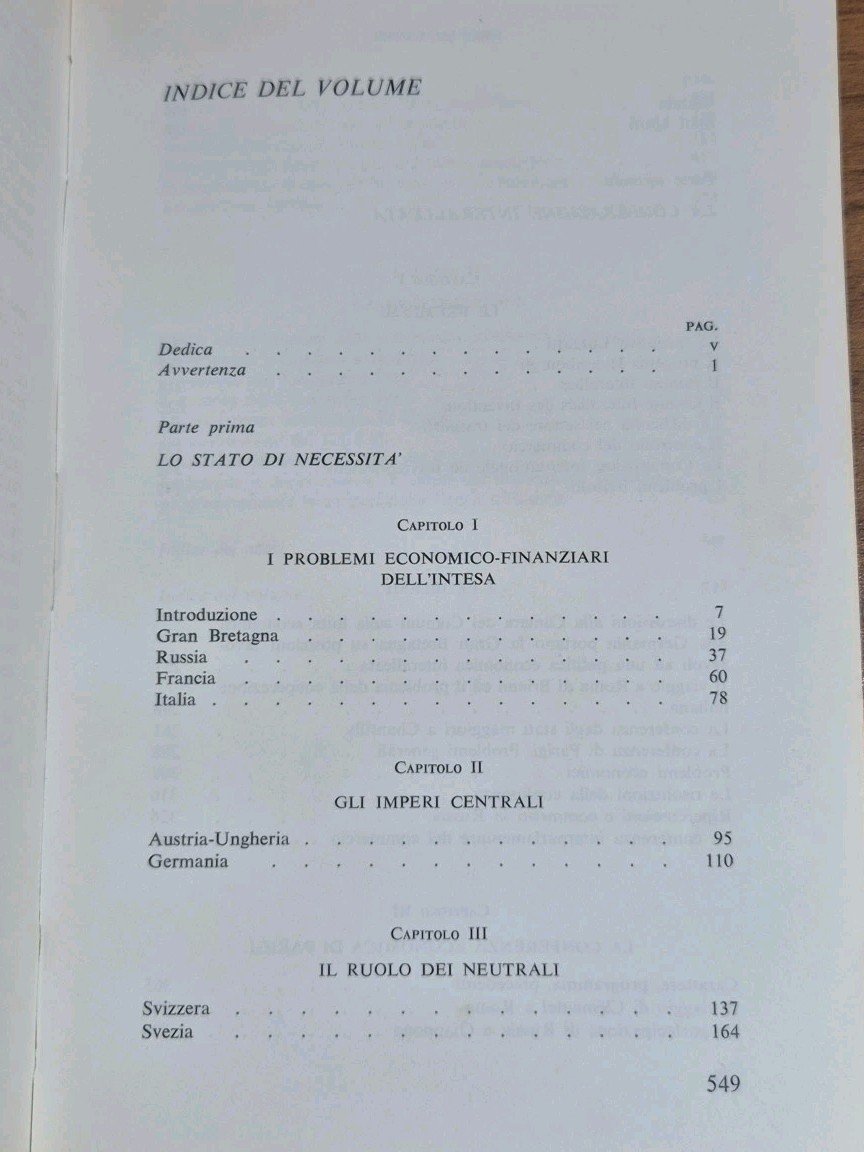 INDICE DEL VOLUME
PAG.
Dedica . . . . . . . . . . . . . . V
Avvertenza . . . . . . . . . . . . . 1
Parte prima
LO STATO DI NECESSITA'
CAPITOLO I
I PROBLEMI ECONOMICO-FINANZIARI
DELL'INTESA
Introduzione . . . . . . . . . . . . 7
Gran Bretagna . . . . . . . . . . . . 19
Russia . . . . . . . . . . . . . . . 37
Francia . . . . . . . . . . . . . . 60
Italia . . . . . . . . . . . . . . . 78
CAPITOLO II
GLI IMPERI CENTRALI
Austria-Ungheria . . . . . . . . . . . 95
Germania . . . . . . . . . . . . . 110
CAPITOLO III
IL RUOLO DEI NEUTRALI
Svizzera . . . . . . . . . . . . . . 137
Svezia . . . . . . . . . . . . . . 164
549